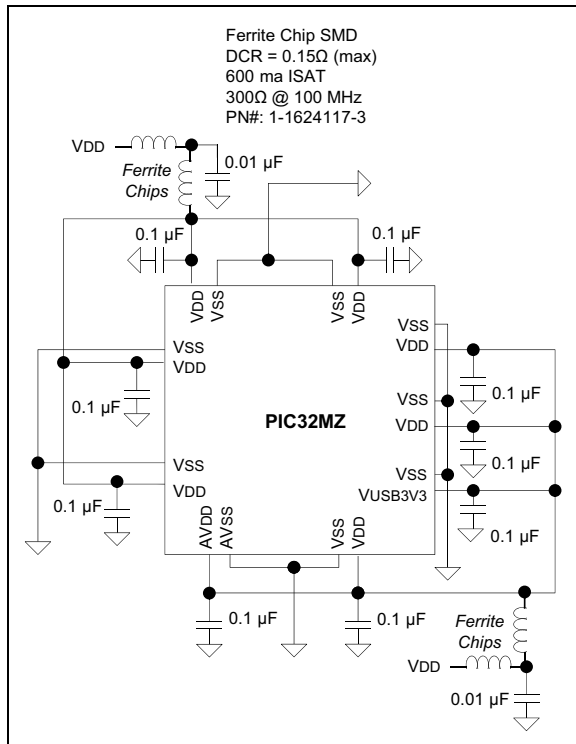 Ferrite Chip SMD
DCR = 0.15Ω (max)
600 ma ISAT
300Ω @ 100 MHz
PN#: 1-1624117-3
VDD
0.01 µF
Ferrite
Chips
0.1 µF
0.1 µF
VDD
VSS
VSS
VDD
VSS
VDD
VSS
VDD
0.1 µF
0.1 µF
VSS
PIC32MZ
VDD
0.1 µF
VSS
VDD
VSS
VUSB3V3
0.1 µF
0.1 µF
AVDD
AVSS
VSS
VDD
0.1 µF
0.1 µF
Ferrite
Chips
VDD
0.01 µF